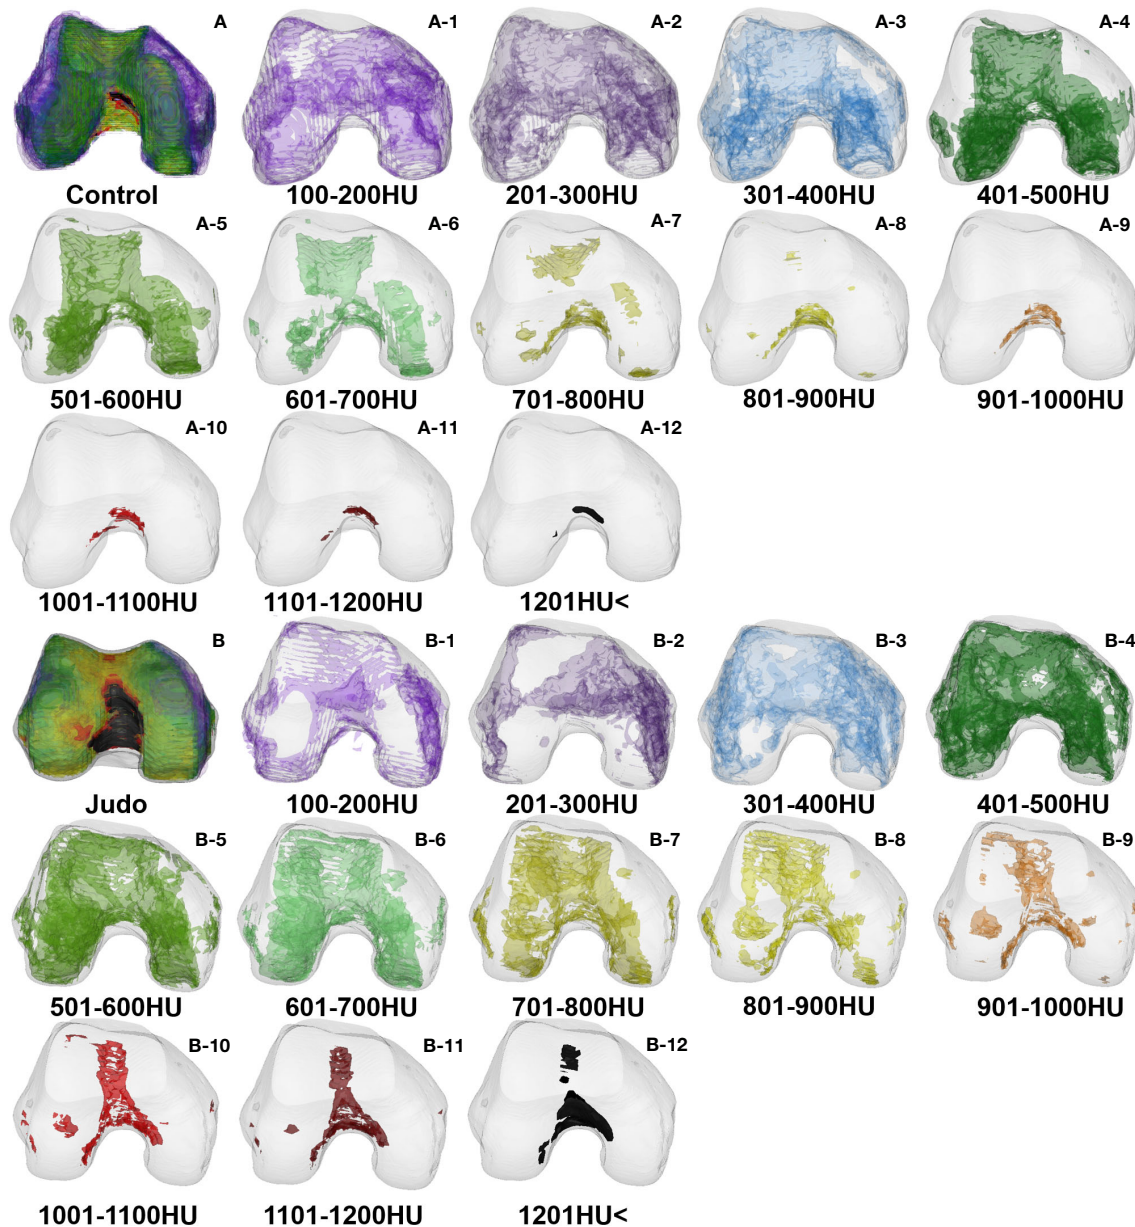 A A-1 A-2 A-3 A-4
Control 100-200HU 201-300HU 301-400HU 401-500HU
A-5 A-6 A-7 A-8 A-9
501-600HU 601-700HU 701-800HU 801-900HU 901-1000HU
A-10 A-11 A-12
1001-1100HU 1101-1200HU 1201HU<
B B-1 B-2 B-3 B-4
Judo 100-200HU 201-300HU 301-400HU 401-500HU
B-5 B-6 B-7 B-8 B-9
501-600HU 601-700HU 701-800HU 801-900HU 901-1000HU
B-10 B-11 B-12
1001-1100HU 1101-1200HU 1201HU<